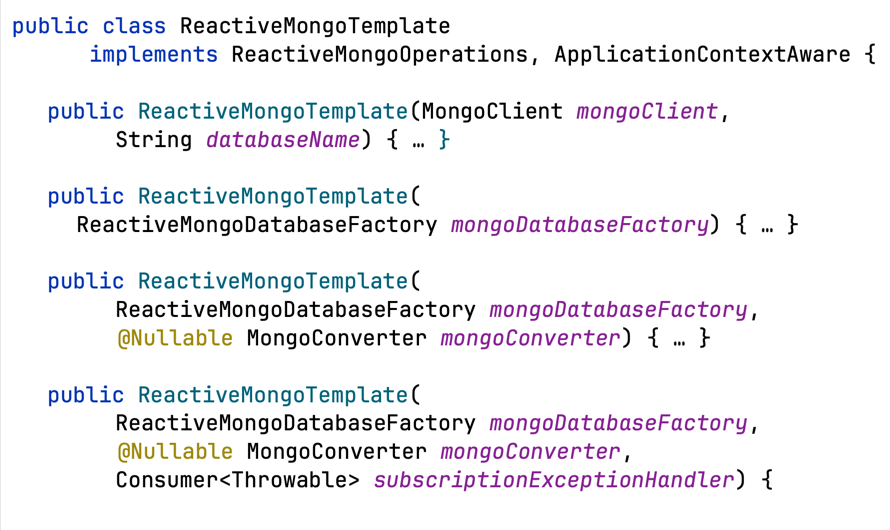 public class ReactiveMongoTemplate
implements ReactiveMongoOperations, ApplicationContextAware {
public ReactiveMongoTemplate(MongoClient mongoClient,
String databaseName) { … }
public ReactiveMongoTemplate(
ReactiveMongoDatabaseFactory mongoDatabaseFactory) { … }
public ReactiveMongoTemplate(
ReactiveMongoDatabaseFactory mongoDatabaseFactory,
@Nullable MongoConverter mongoConverter) { … }
public ReactiveMongoTemplate(
ReactiveMongoDatabaseFactory mongoDatabaseFactory,
@Nullable MongoConverter mongoConverter,
Consumer<Throwable> subscriptionExceptionHandler) {